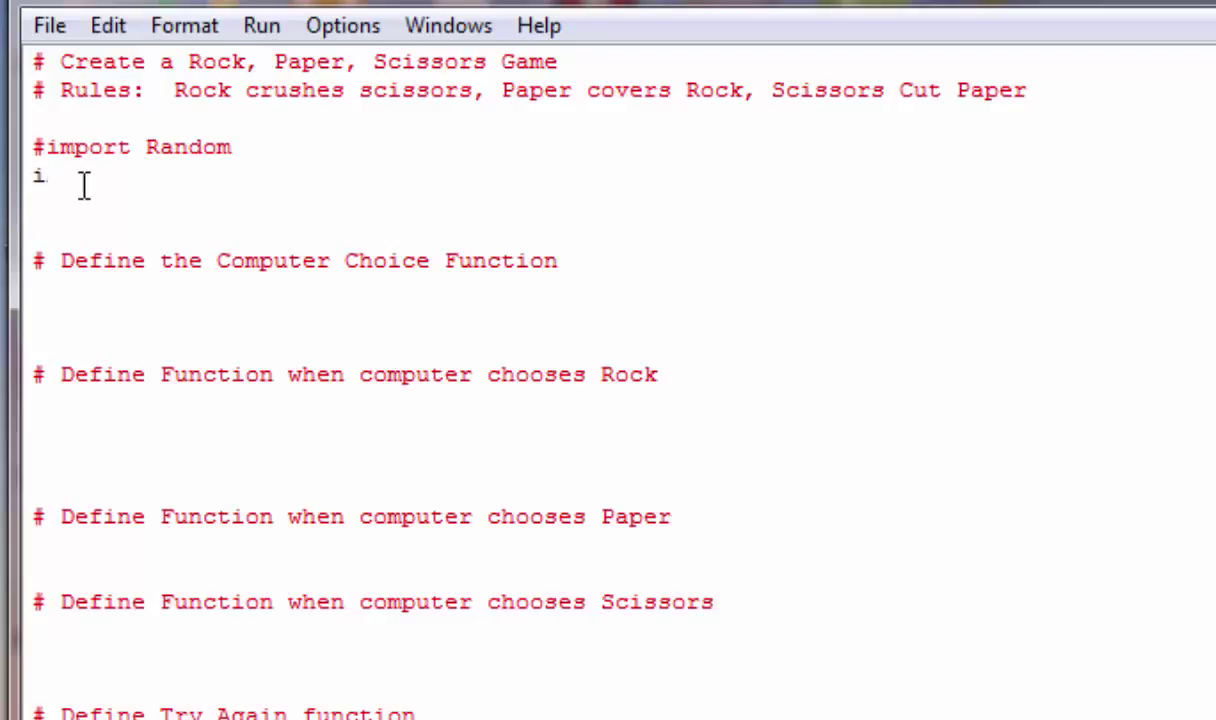 File Edit Format Run Options Windows Help
# Create a Rock, Paper, Scissors Game
# Rules:  Rock crushes scissors, Paper covers Rock, Scissors Cut Paper
#import Random
i
# Define the Computer Choice Function
# Define Function when computer chooses Rock
# Define Function when computer chooses Paper
# Define Function when computer chooses Scissors
# Define Try Again function